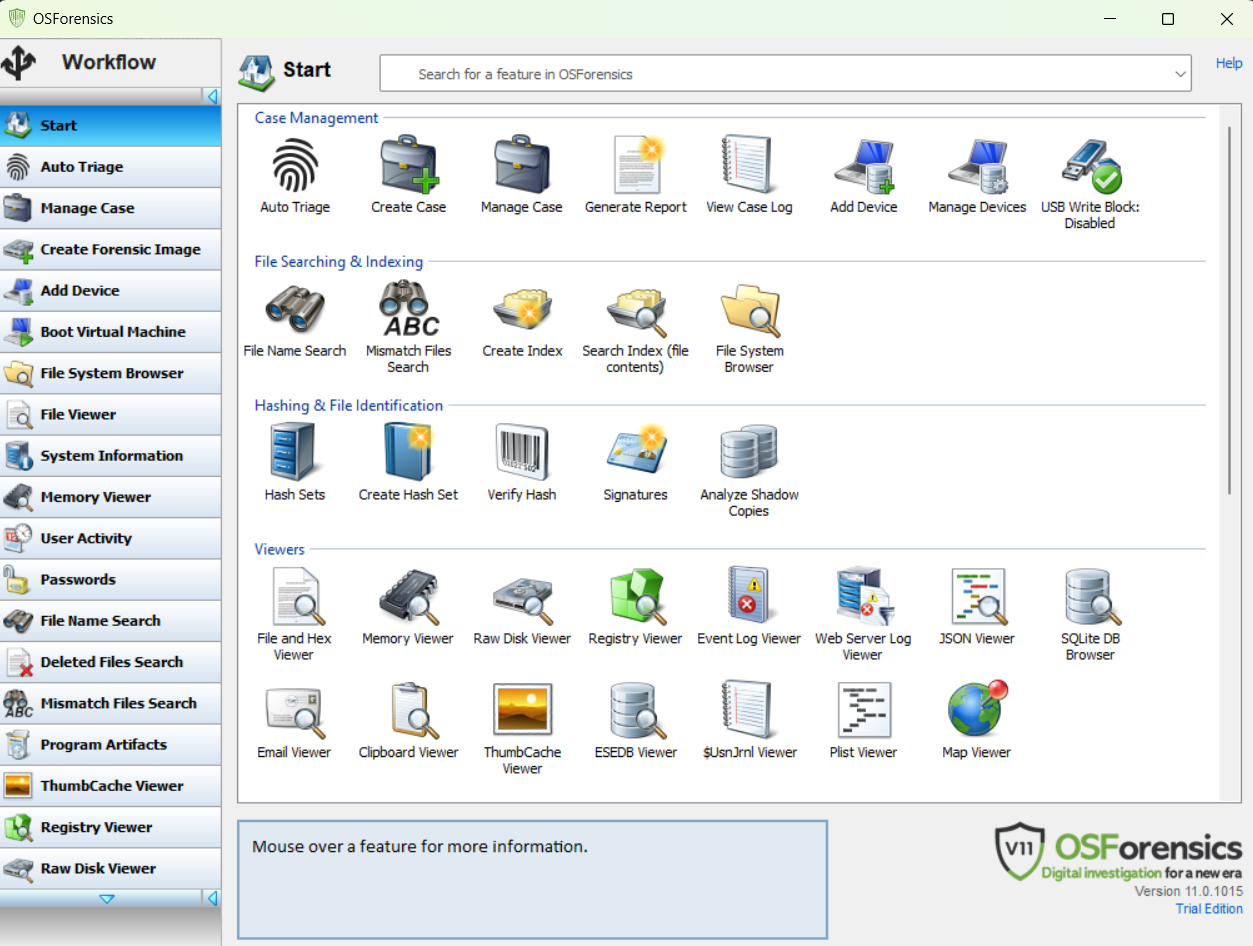 OSForensics
Workflow
Start
Auto Triage
Manage Case
Create Forensic Image
Add Device
Boot Virtual Machine
File System Browser
File Viewer
System Information
Memory Viewer
User Activity
Passwords
File Name Search
Deleted Files Search
Mismatch Files Search
Program Artifacts
ThumbCache Viewer
Registry Viewer
Raw Disk Viewer
Start
Search for a feature in OSForensics
Help
Case Management
Auto Triage
Create Case
Manage Case
Generate Report
View Case Log
Add Device
Manage Devices
USB Write Block:
Disabled
File Searching & Indexing
ABC
File Name Search
Mismatch Files
Search
Create Index
Search Index (file
contents)
File System
Browser
Hashing & File Identification
Hash Sets
Create Hash Set
Verify Hash
Signatures
Analyze Shadow
Copies
Viewers
File and Hex
Viewer
Memory Viewer
Raw Disk Viewer
Registry Viewer
Event Log Viewer
Web Server Log
Viewer
JSON Viewer
SQLite DB
Browser
Email Viewer
Clipboard Viewer
ThumbCache
Viewer
ESEDB Viewer
$UsnJrnl Viewer
Plist Viewer
Map Viewer
Mouse over a feature for more information.
V11
OSForensics
Digital investigation for a new era
Version 11.0.1015
Trial Edition